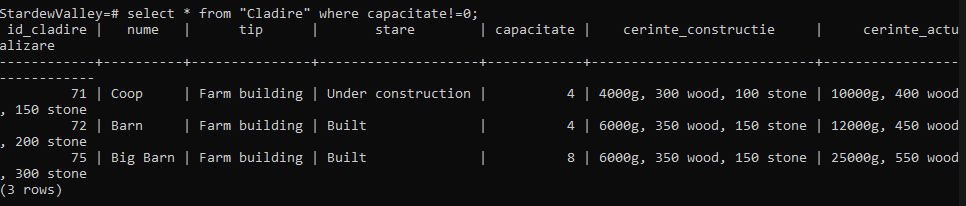 StardewValley=# select * from "Cladire" where capacitate!=0;
 id_cladire |   nume   |      tip      |       stare        | capacitate |     cerinte_constructie     |     cerinte_actu
alizare
------------+----------+---------------+--------------------+------------+-----------------------------+-----------------
------------
         71 | Coop     | Farm building | Under construction |          4 | 4000g, 300 wood, 100 stone | 10000g, 400 wood
, 150 stone
         72 | Barn     | Farm building | Built              |          4 | 6000g, 350 wood, 150 stone | 12000g, 450 wood
, 200 stone
         75 | Big Barn | Farm building | Built              |          8 | 6000g, 350 wood, 150 stone | 25000g, 550 wood
, 300 stone
(3 rows)